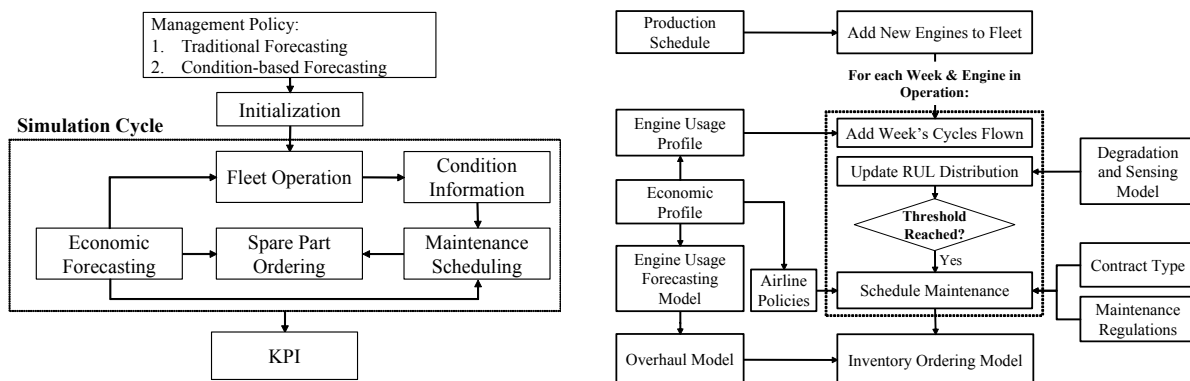 Management Policy:
1. Traditional Forecasting
2. Condition-based Forecasting
Initialization
Simulation Cycle
Fleet Operation
Condition
Information
Economic
Forecasting
Spare Part
Ordering
Maintenance
Scheduling
KPI
Production
Schedule
Add New Engines to Fleet
For each Week & Engine in
Operation:
Engine Usage
Profile
Add Week's Cycles Flown
Degradation
and Sensing
Model
Update RUL Distribution
Economic Profile
Threshold
Reached?
Yes
Engine Usage
Forecasting
Model
Airline
Policies
Schedule Maintenance
Contract Type
Maintenance
Regulations
Overhaul Model
Inventory Ordering Model